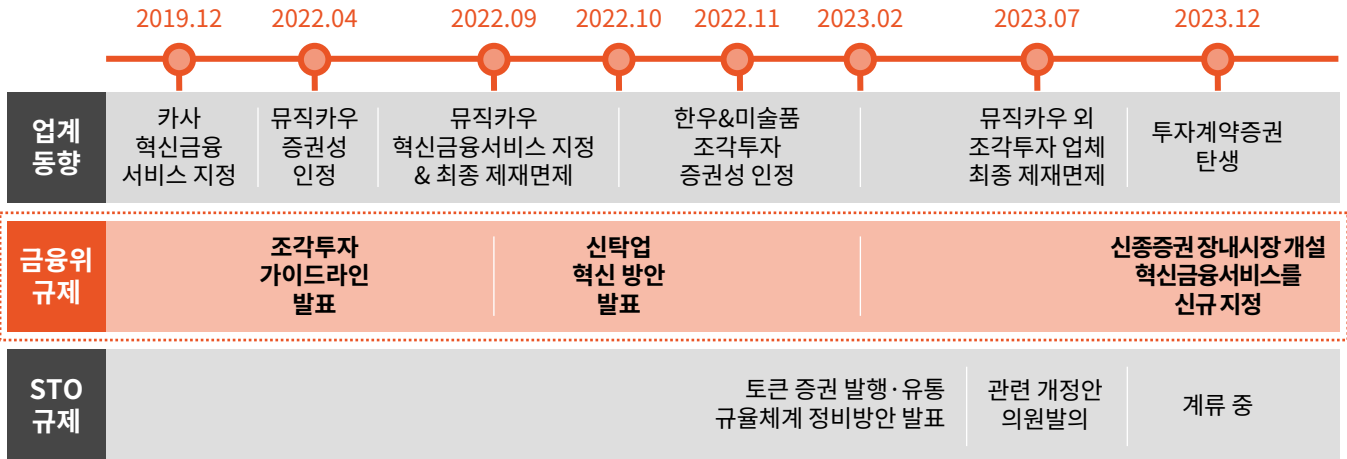 2019.12
2022.04
2022.09
2022.10
2022.11
2023.02
2023.07
2023.12
업계
동향
카사
혁신금융
서비스 지정
뮤직카우
증권성
인정
뮤직카우
혁신금융서비스 지정
& 최종 제재면제
한우&미술품
조각투자
증권성 인정
뮤직카우 외
조각투자 업체
최종 제재면제
투자계약증권
탄생
금융위
규제
조각투자
가이드라인
발표
신탁업
혁신 방안
발표
신종증권 장내시장 개설
혁신금융서비스를
신규 지정
STO
규제
토큰 증권 발행·유통
규율체계 정비방안 발표
관련 개정안
의원발의
계류 중